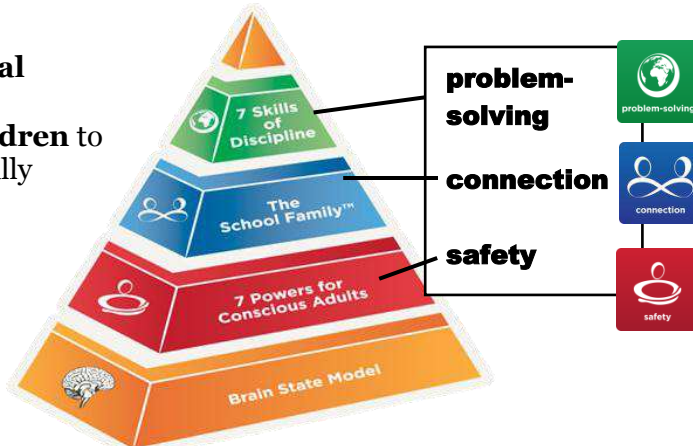 al
dren to
lly
7 Skills
of
Discipline
The
School Family™
7 Powers for
Conscious Adults
Brain State Model
problem-
solving
connection
safety
problem-solving
connection
safety